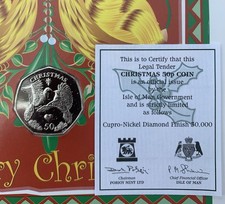 CHRISTMAS
50p
This is to Certify that this
Legal Tender
CHRISTMAS 50p COIN
is an official issue of the
Isle of Man Government
and is strictly limited
as follows
Cupro-Nickel Diamond Finish 30,000
Chairman
POBJOY MINT LTD
Chief Financial Officer
ISLE OF MAN
ry Chri